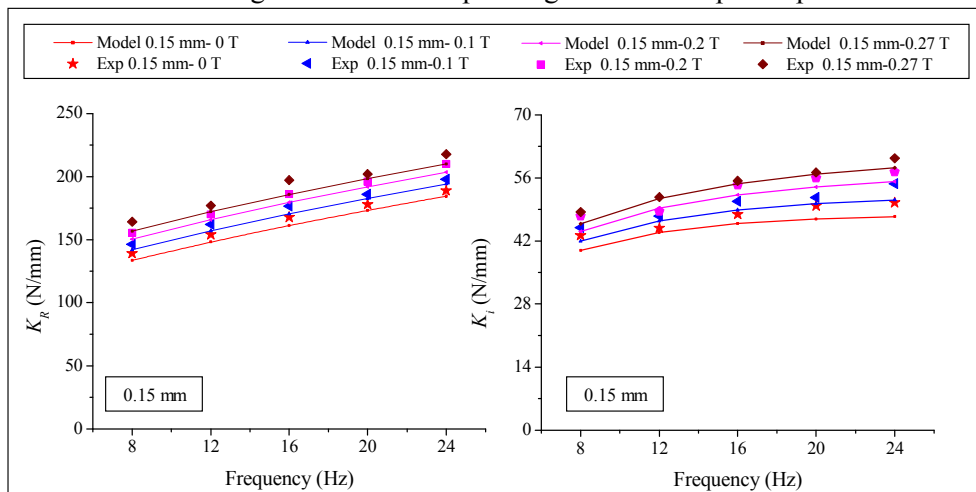 Model 0.15 mm- 0 T Model 0.15 mm- 0.1 T Model 0.15 mm-0.2 T Model 0.15 mm-0.27 T
Exp 0.15 mm- 0 T Exp 0.15 mm-0.1 T Exp 0.15 mm-0.2 T Exp 0.15 mm-0.27 T
250
200
150
100
50
0
K_R (N/mm)
0.15 mm
8 12 16 20 24
Frequency (Hz)
70
56
42
28
14
0
K_i (N/mm)
0.15 mm
8 12 16 20 24
Frequency (Hz)